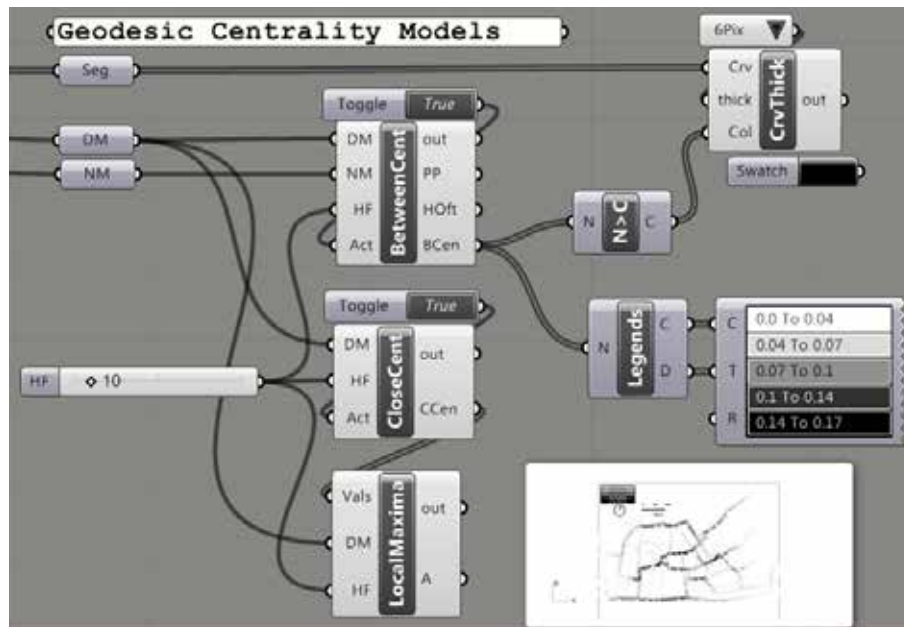 Geodesic Centrality Models
6Pix
Seg
Crv
thick
Col
CrvThick
out
Toggle True
DM
NM
DM
NM
HF
Act
BetweenCent
out
PP
HOft
BCen
Swatch
N
N>C
C
Toggle True
DM
HF
Act
CloseCent
out
CCen
N
Legends
C
D
C
T
R
0.0 To 0.04
0.04 To 0.07
0.07 To 0.1
0.1 To 0.14
0.14 To 0.17
HF 10
Vals
DM
HF
LocalMaxima
out
A